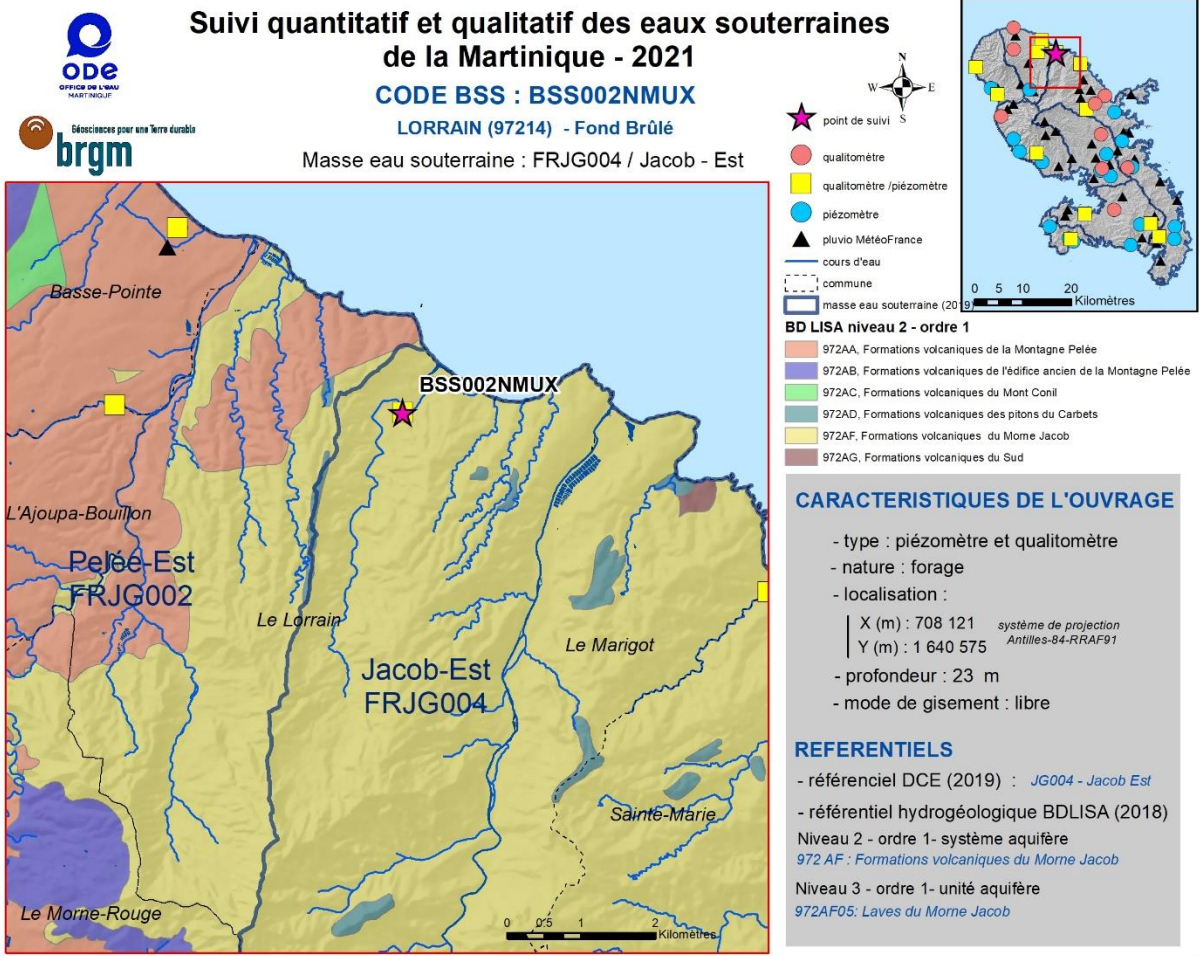 Suivi quantitatif et qualitatif des eaux souterraines
de la Martinique - 2021
CODE BSS : BSS002NMUX
LORRAIN (97214) - Fond Brûlé
Masse eau souterraine : FRJG004 / Jacob - Est
ODE
OFFICE DE L'EAU
MARTINIQUE
Géosciences pour une Terre durable
brgm
N
W
E
S
point de suivi
qualitomètre
qualitomètre /piézomètre
piézomètre
pluvio MétéoFrance
cours d'eau
commune
masse eau souterraine (2019)
0 5 10 20
Kilomètres
BD LISA niveau 2 - ordre 1
972AA, Formations volcaniques de la Montagne Pelée
972AB, Formations volcaniques de l'édifice ancien de la Montagne Pelée
972AC, Formations volcaniques du Mont Conil
972AD, Formations volcaniques des pitons du Carbets
972AF, Formations volcaniques du Morne Jacob
972AG, Formations volcaniques du Sud
Basse-Pointe
BSS002NMUX
L'Ajoupa-Bouillon
Pelée-Est
FRJG002
Le Lorrain
Le Marigot
Jacob-Est
FRJG004
Sainte-Marie
Le Morne-Rouge
0 0.5 1 2
Kilomètres
CARACTERISTIQUES DE L'OUVRAGE
- type : piézomètre et qualitomètre
- nature : forage
- localisation :
X (m) : 708 121
Y (m) : 1 640 575
système de projection
Antilles-84-RRAF91
- profondeur : 23 m
- mode de gisement : libre
REFERENTIELS
- référenciel DCE (2019) : JG004 - Jacob Est
- référentiel hydrogéologique BDLISA (2018)
Niveau 2 - ordre 1- système aquifère
972 AF : Formations volcaniques du Morne Jacob
Niveau 3 - ordre 1- unité aquifère
972AF05: Laves du Morne Jacob